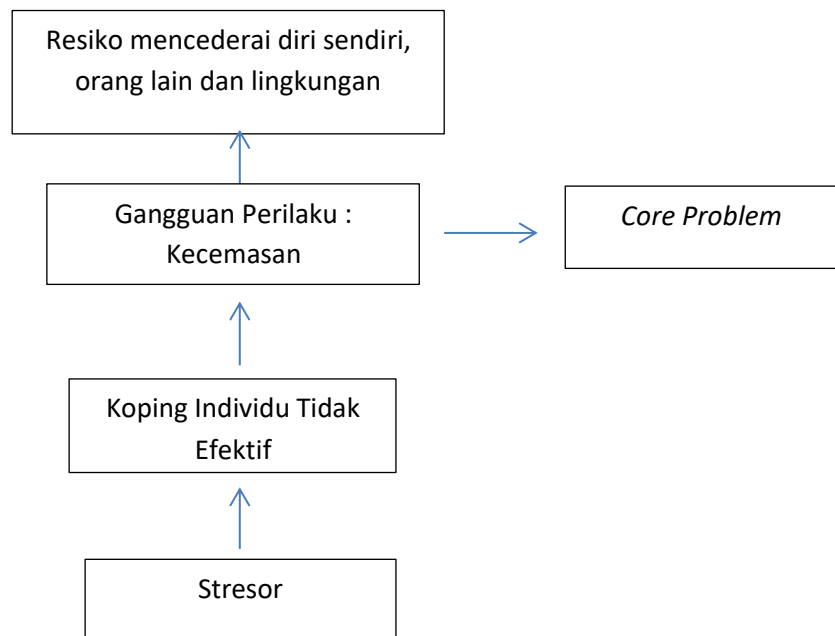 Resiko mencederai diri sendiri,
orang lain dan lingkungan
Gangguan Perilaku :
Kecemasan
Core Problem
Koping Individu Tidak
Efektif
Stresor